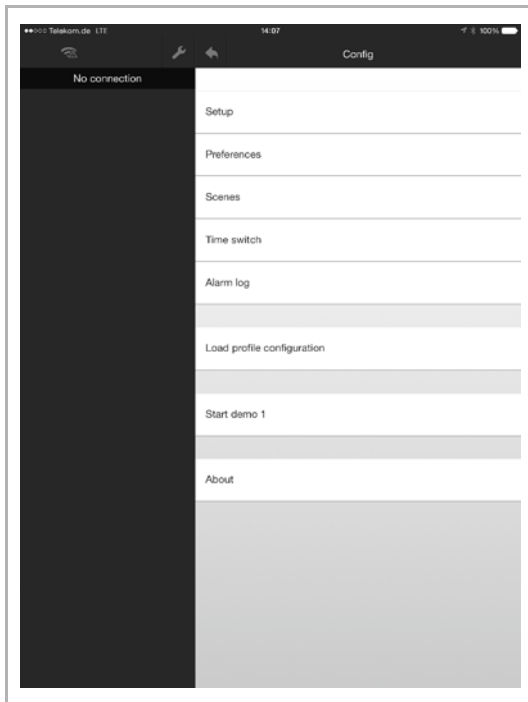 Telekom.de LTE 14:07 100%
Config
No connection
Setup
Preferences
Scenes
Time switch
Alarm log
Load profile configuration
Start demo 1
About